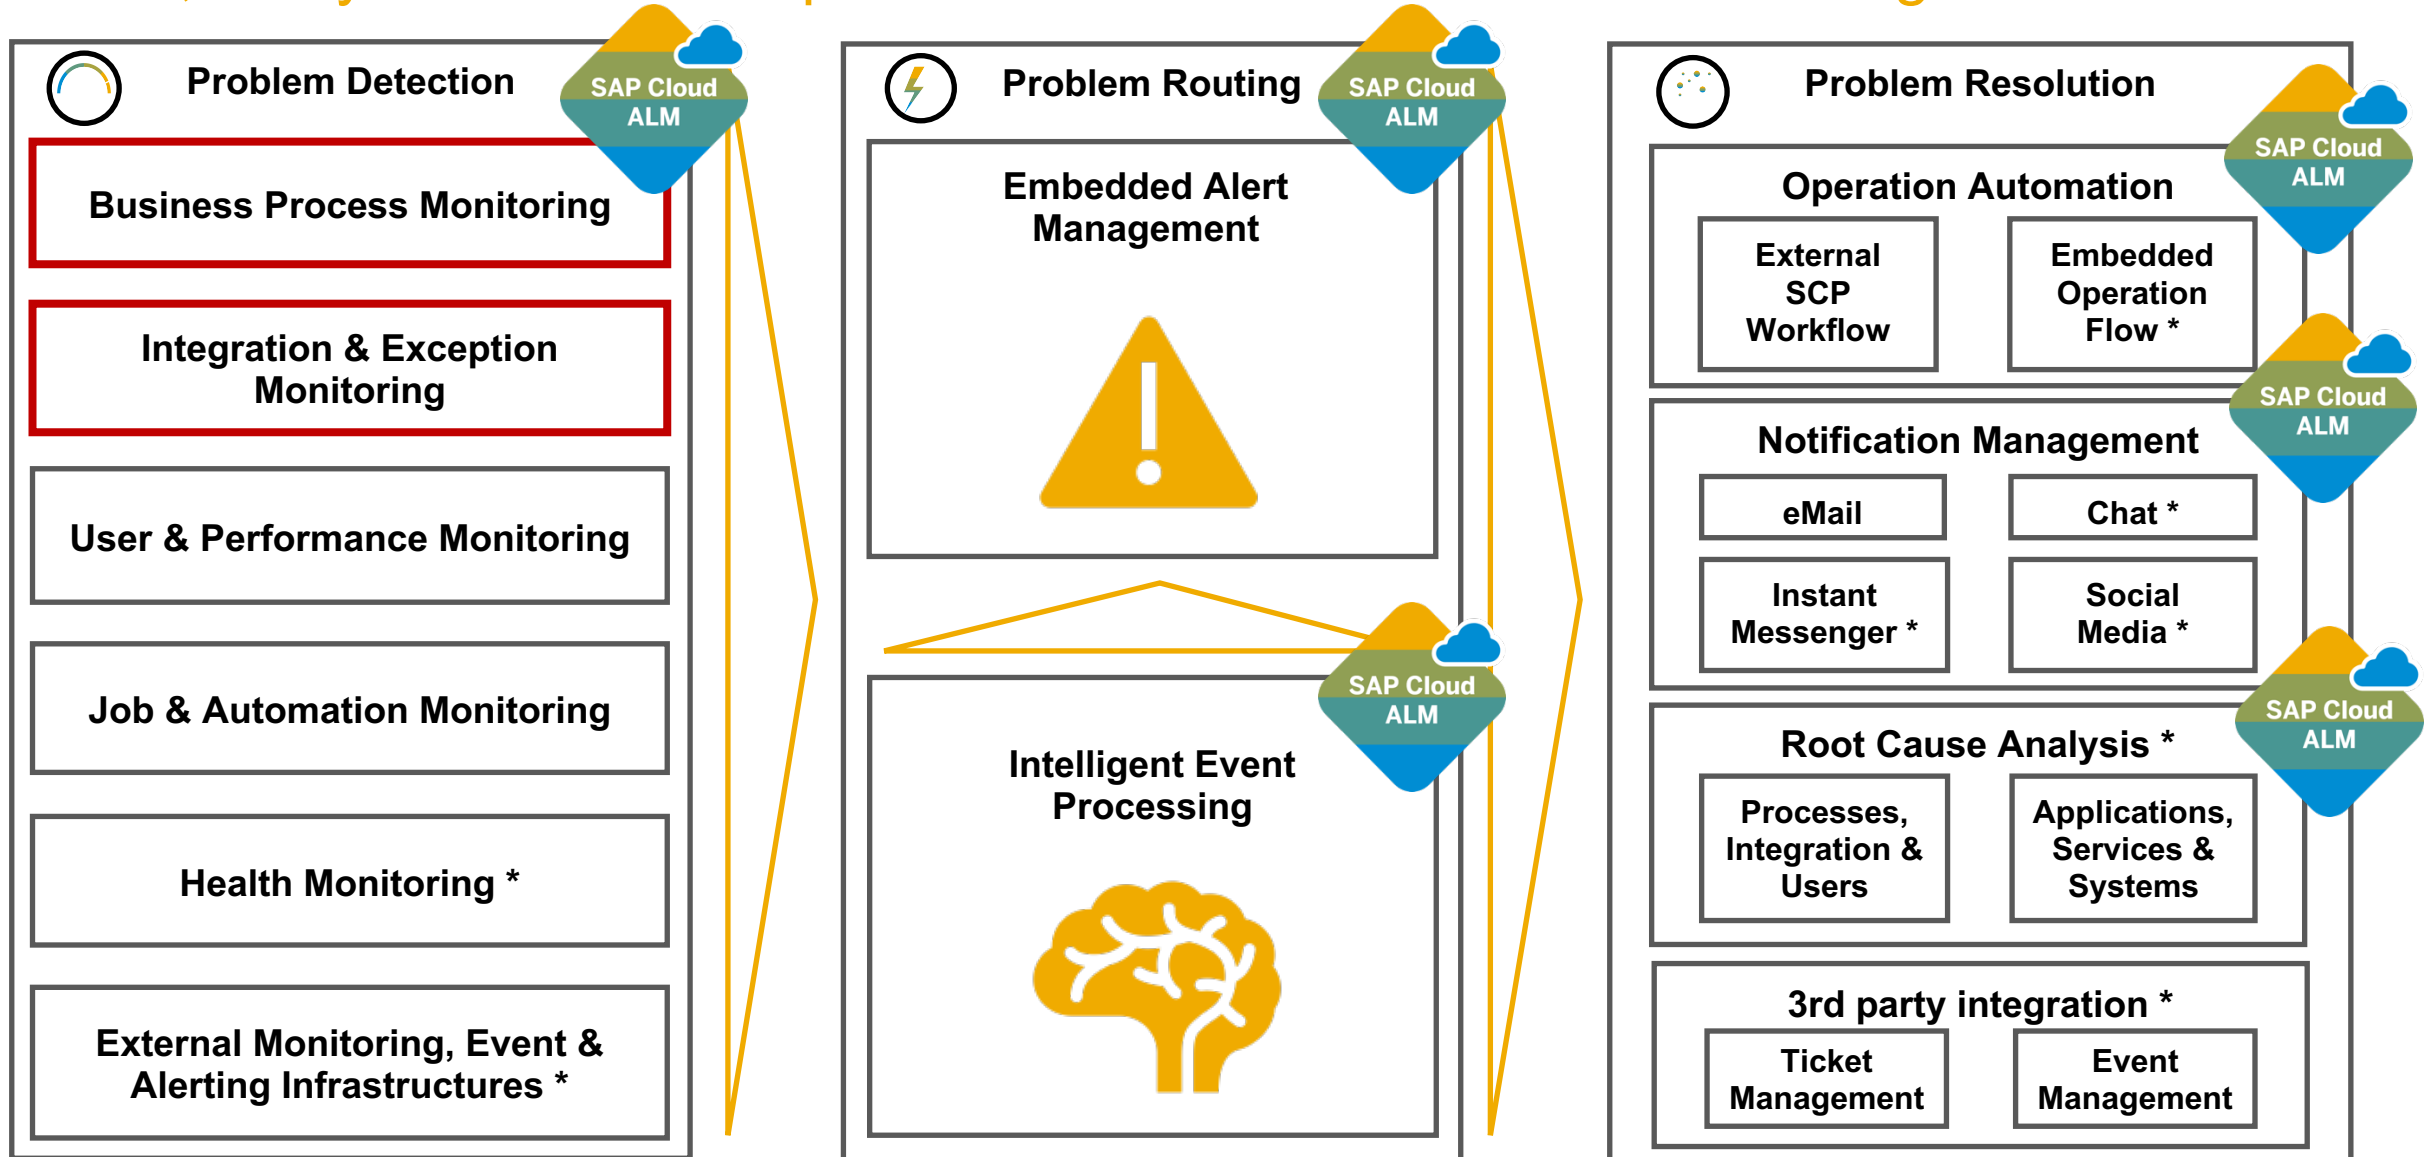 Problem Detection
SAP Cloud
ALM
Business Process Monitoring
Integration & Exception
Monitoring
User & Performance Monitoring
Job & Automation Monitoring
Health Monitoring *
External Monitoring, Event &
Alerting Infrastructures *
Problem Routing
SAP Cloud
ALM
Embedded Alert
Management
SAP Cloud
ALM
Intelligent Event
Processing
Problem Resolution
SAP Cloud
ALM
Operation Automation
External
SCP
Workflow
Embedded
Operation
Flow *
SAP Cloud
ALM
Notification Management
eMail
Chat *
Instant
Messenger *
Social
Media *
SAP Cloud
ALM
Root Cause Analysis *
Processes,
Integration &
Users
Applications,
Services &
Systems
3rd party integration *
Ticket
Management
Event
Management